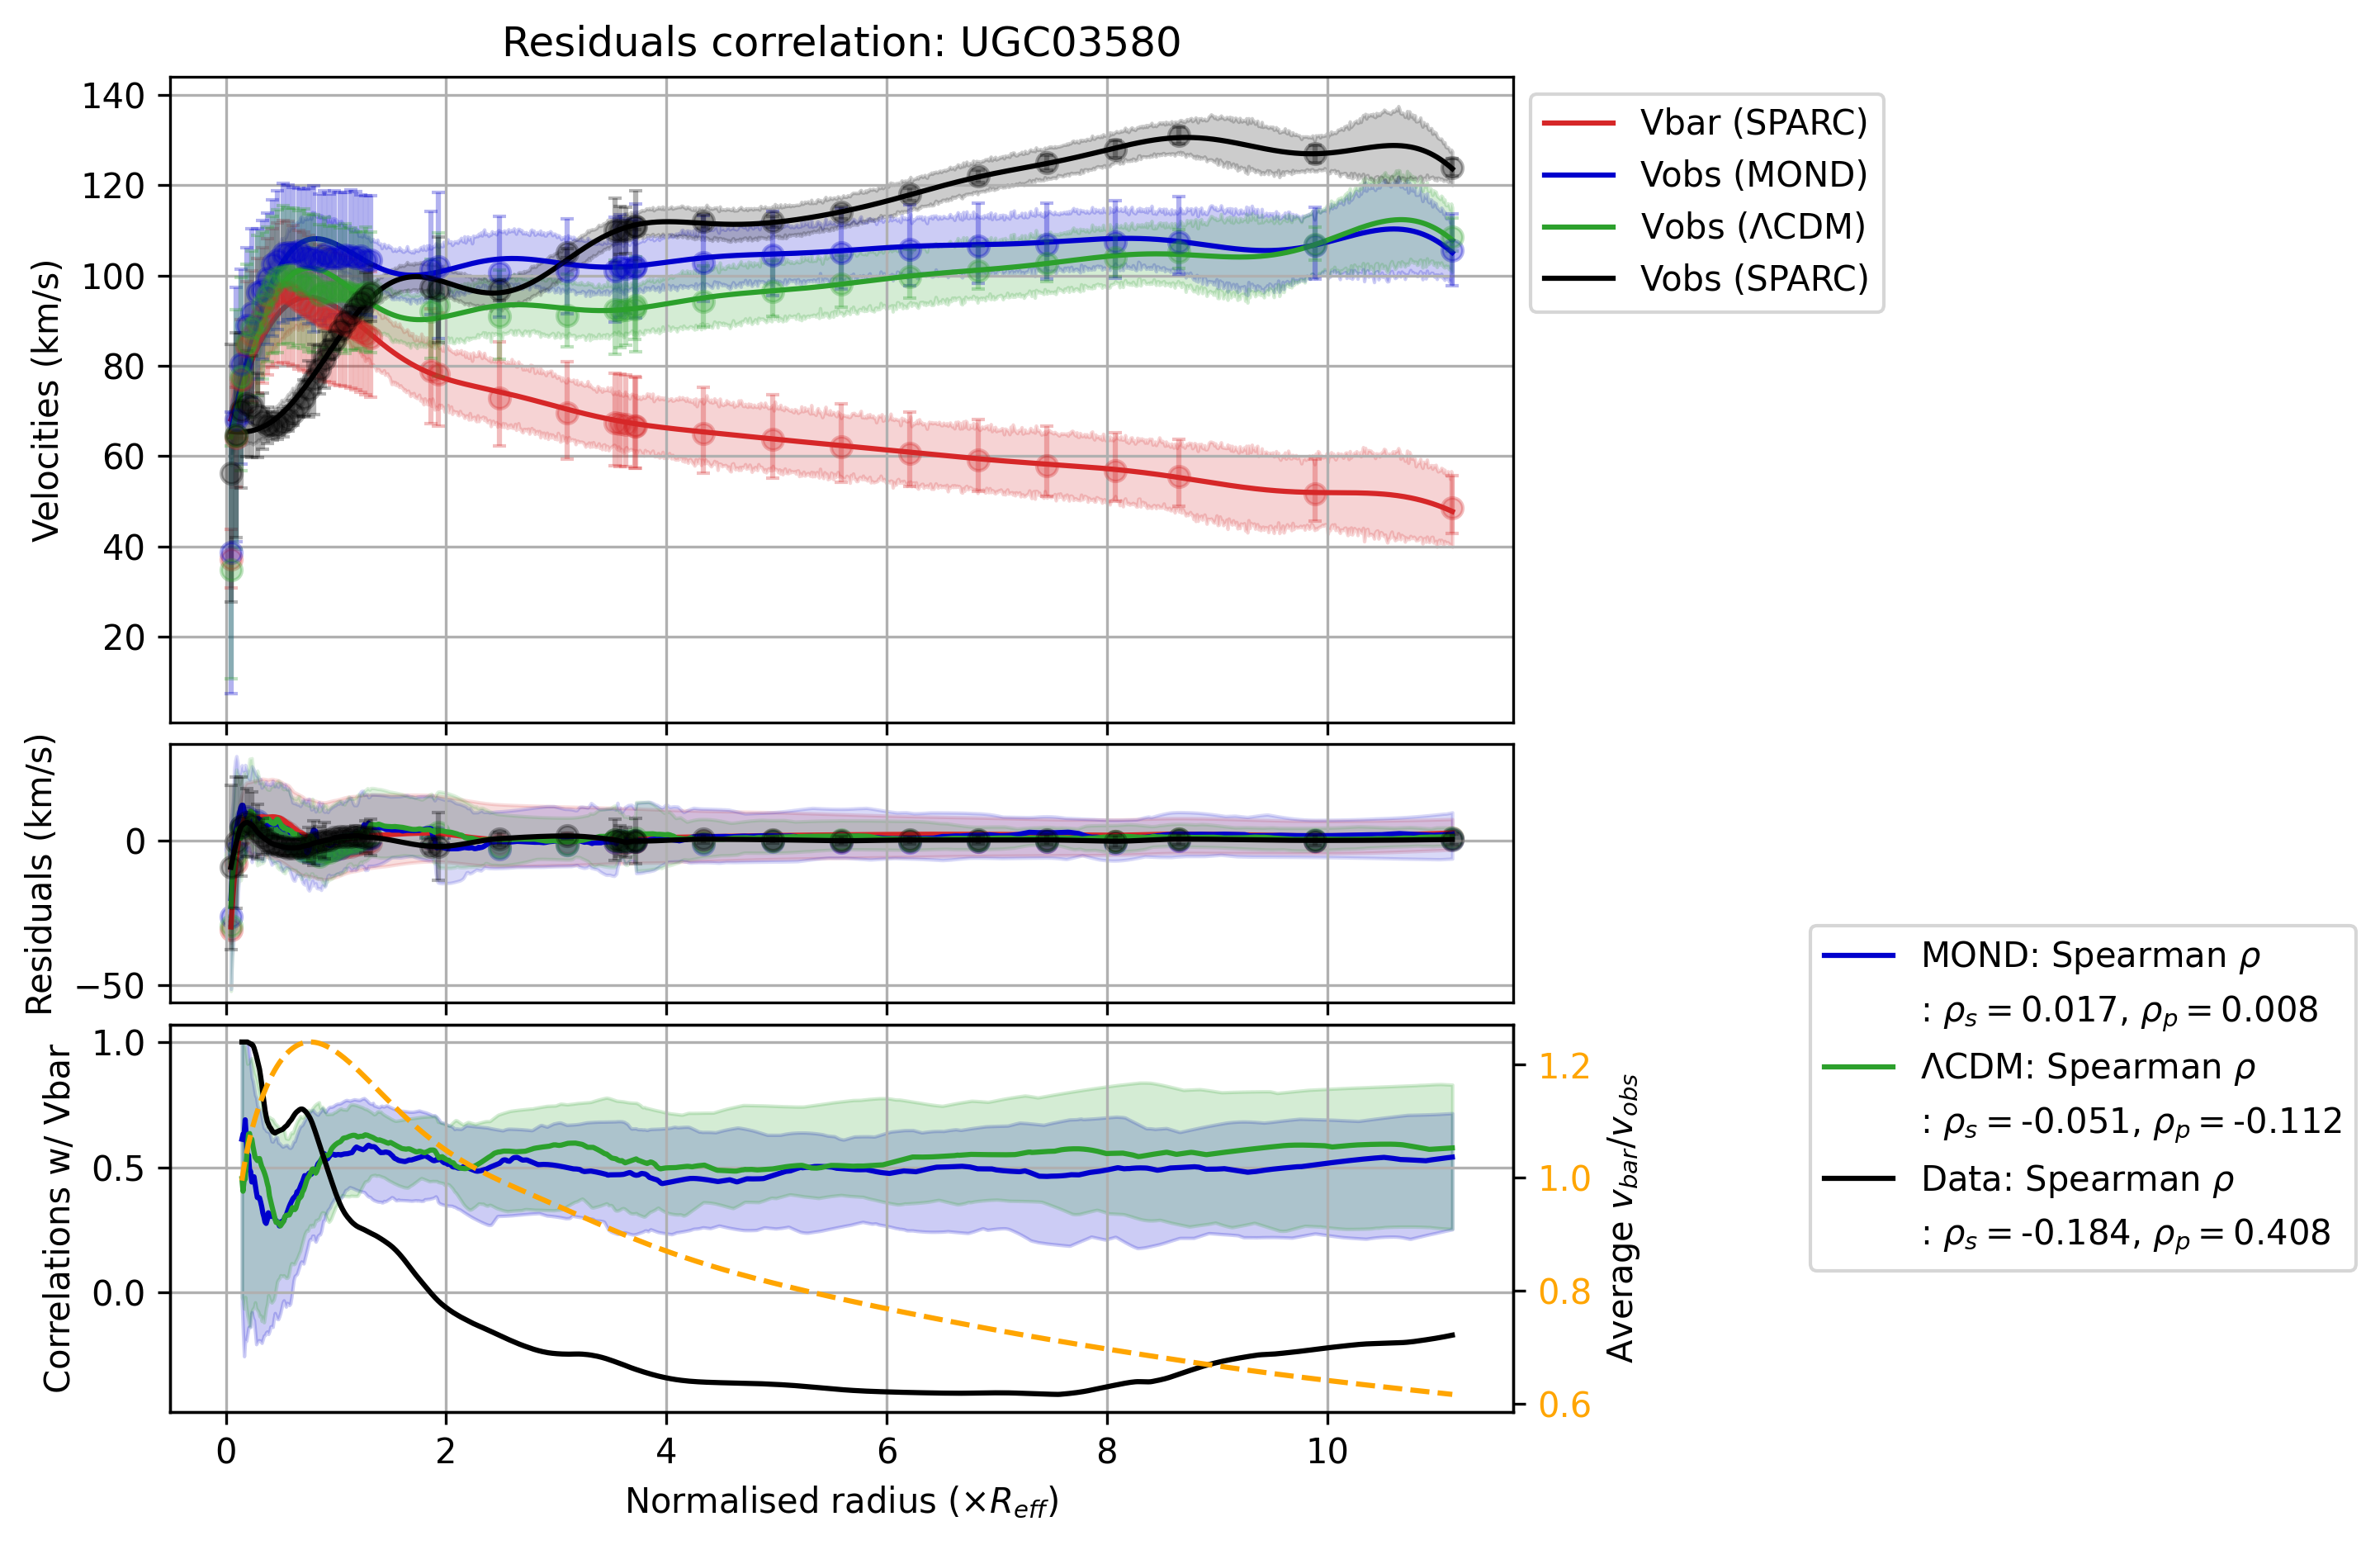 Residuals correlation: UGC03580
140
120
100
80
60
40
20
Velocities (km/s)
Vbar (SPARC)
Vobs (MOND)
Vobs (ΛCDM)
Vobs (SPARC)
0
−50
Residuals (km/s)
1.0
0.5
0.0
Correlations w/ Vbar
1.2
1.0
0.8
0.6
Average v_bar/v_obs
MOND: Spearman ρ
: ρ_s = 0.017, ρ_p = 0.008
ΛCDM: Spearman ρ
: ρ_s = -0.051, ρ_p = -0.112
Data: Spearman ρ
: ρ_s = -0.184, ρ_p = 0.408
0 2 4 6 8 10
Normalised radius (×R_eff)